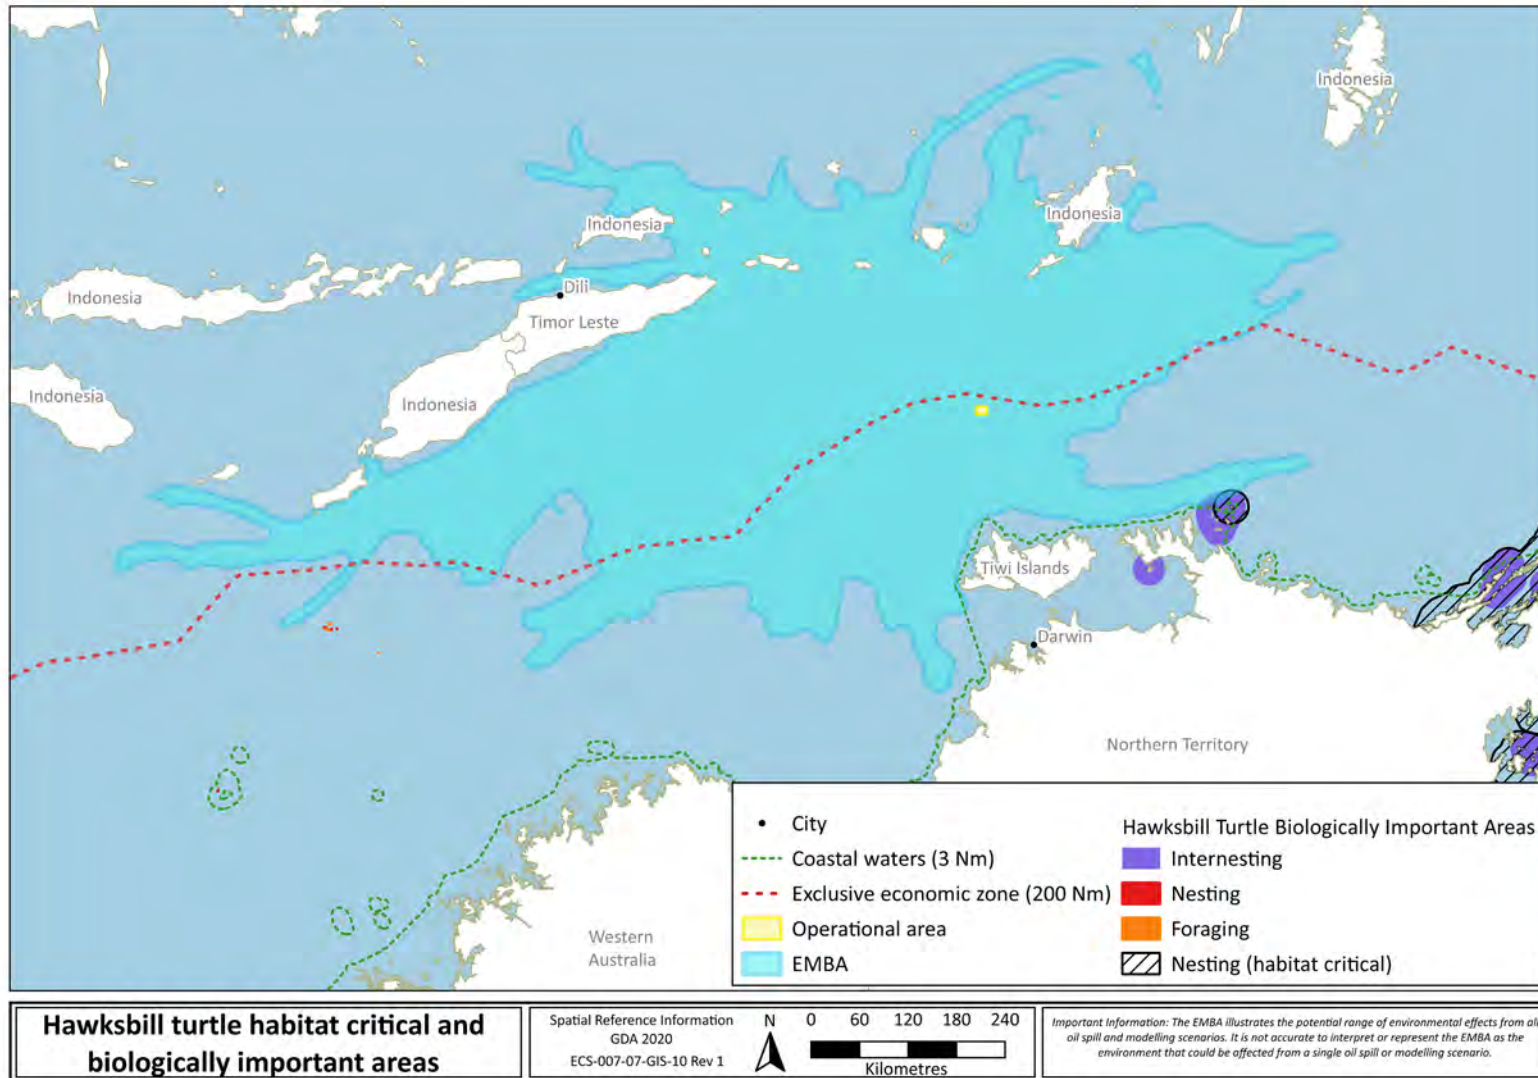 Indonesia
Indonesia
Indonesia
Dili
Indonesia
Timor Leste
Indonesia
Indonesia
Tiwi Islands
Darwin
Northern Territory
Western
Australia
City
Coastal waters (3 Nm)
Exclusive economic zone (200 Nm)
Operational area
EMBA
Hawksbill Turtle Biologically Important Areas
Internesting
Nesting
Foraging
Nesting (habitat critical)
Hawksbill turtle habitat critical and
biologically important areas
Spatial Reference Information
GDA 2020
ECS-007-07-GIS-10 Rev 1
N
0 60 120 180 240
Kilometres
Important Information: The EMBA illustrates the potential range of environmental effects from all
oil spill and modelling scenarios. It is not accurate to interpret or represent the EMBA as the
environment that could be affected from a single oil spill or modelling scenario.